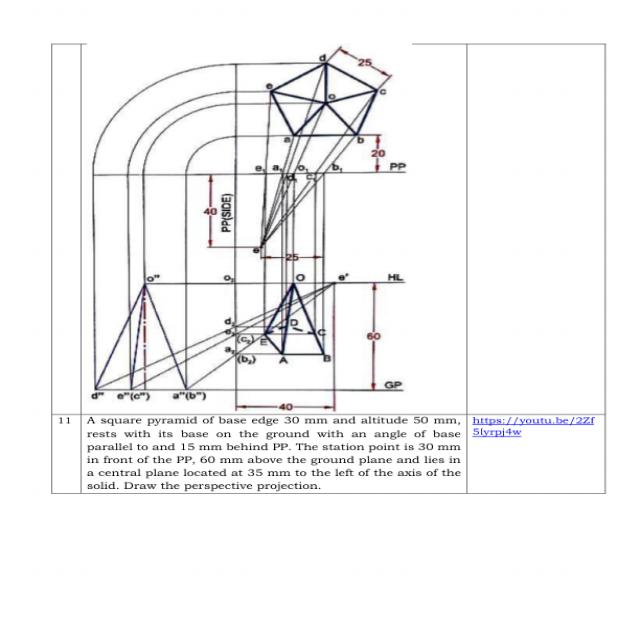 d
25
e
o
c
a
b
20
e₁ a₁ d₁ o₁ c₁ b₁ PP
40
PP(SIDE)
e
25
o"
o₂
O
e'
HL
d₂
D
e₂
(c₂)
E
C
60
a₂
(b₂)
A
B
d" e"(c") a"(b")
GP
40
11
A square pyramid of base edge 30 mm and altitude 50 mm,
rests with its base on the ground with an angle of base
parallel to and 15 mm behind PP. The station point is 30 mm
in front of the PP, 60 mm above the ground plane and lies in
a central plane located at 35 mm to the left of the axis of the
solid. Draw the perspective projection.
https://youtu.be/2Zf
5lyrpj4w